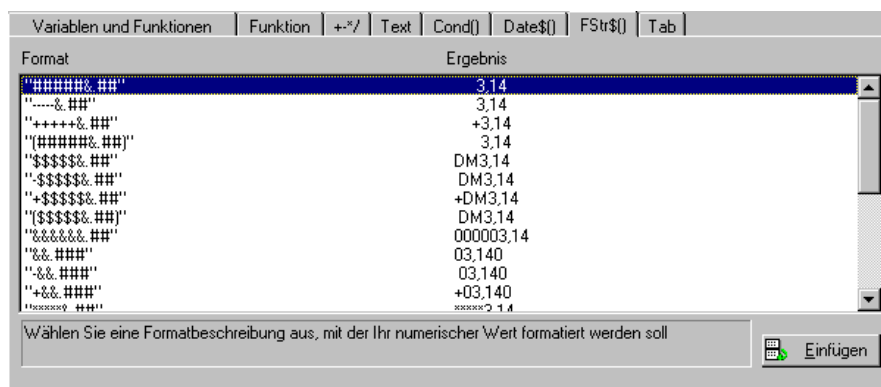 Variablen und Funktionen Funktion +-*/ Text Cond() Date$() FStr$() Tab
Format Ergebnis
"#####&.##" 3,14
"-----&.##" 3,14
"+++++&.##" +3,14
"(#####&.##)" 3,14
"$$$$$&.##" DM3,14
"-$$$$$&.##" DM3,14
"+$$$$$&.##" +DM3,14
"($$$$$&.##)" DM3,14
"&&&&&&.##" 000003,14
"&&.###" 03,140
"-&&.###" 03,140
"+&&.###" +03,140
"*****&.##" *****3,14
Wählen Sie eine Formatbeschreibung aus, mit der Ihr numerischer Wert formatiert werden soll
Einfügen